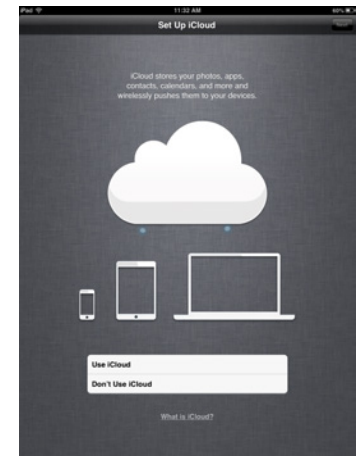 iPad 11:32 AM 60%
Set Up iCloud
iCloud stores your photos, apps,
contacts, calendars, and more and
wirelessly pushes them to your devices.
Use iCloud
Don't Use iCloud
What is iCloud?